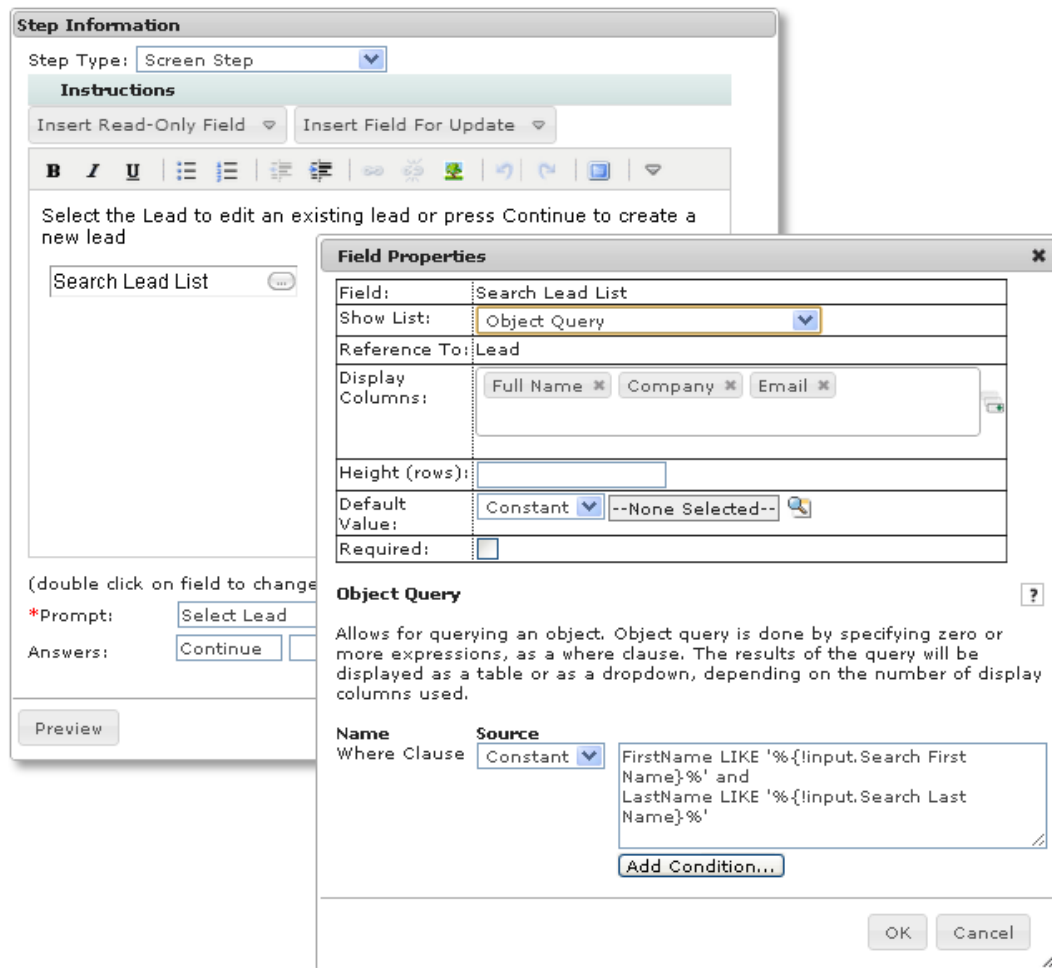 Step Information
Step Type: Screen Step
Instructions
Insert Read-Only Field Insert Field For Update
B I U
Select the Lead to edit an existing lead or press Continue to create a
new lead
Search Lead List ...
(double click on field to change
*Prompt: Select Lead
Answers: Continue
Preview
Field Properties
Field: Search Lead List
Show List: Object Query
Reference To: Lead
Display
Columns: Full Name Company Email
Height (rows):
Default
Value: Constant --None Selected--
Required:
Object Query ?
Allows for querying an object. Object query is done by specifying zero or
more expressions, as a where clause. The results of the query will be
displayed as a table or as a dropdown, depending on the number of display
columns used.
Name Source
Where Clause Constant FirstName LIKE '%{!input.Search First
Name}%' and
LastName LIKE '%{!input.Search Last
Name}%'
Add Condition...
OK Cancel